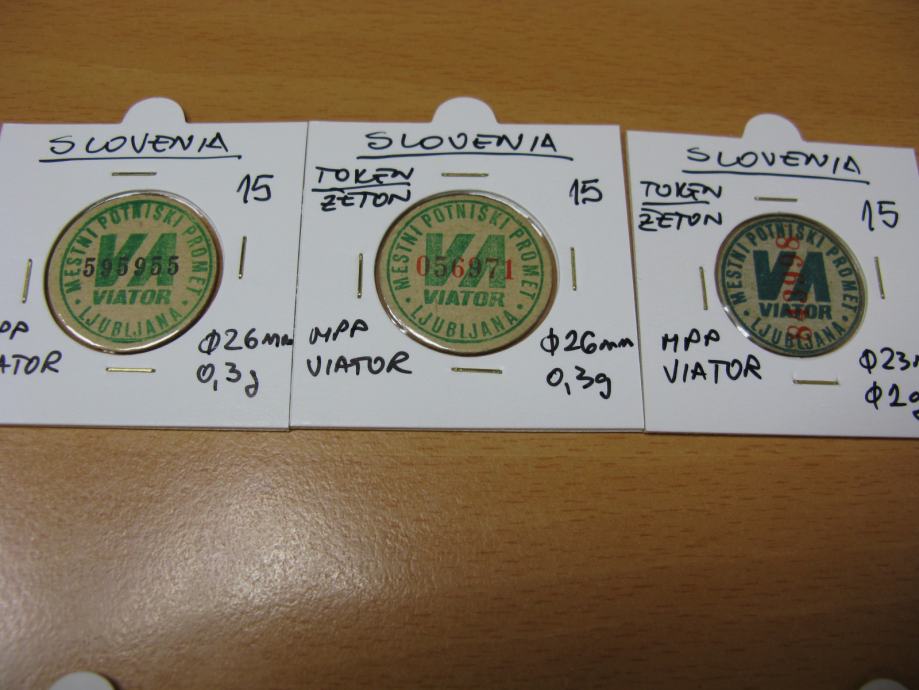 SLOVENIA
15
MESTNI POTNIŠKI PROMET
VA
595955
VIATOR
LJUBLJANA
Φ26mm
0,3g
SLOVENIA
TOKEN
ŽETON
15
MESTNI POTNIŠKI PROMET
VA
056971
VIATOR
LJUBLJANA
MPP
VIATOR
Φ26mm
0,3g
SLOVENIA
TOKEN
ŽETON
15
MESTNI POTNIŠKI PROMET
VA
VIATOR
LJUBLJANA
MPP
VIATOR